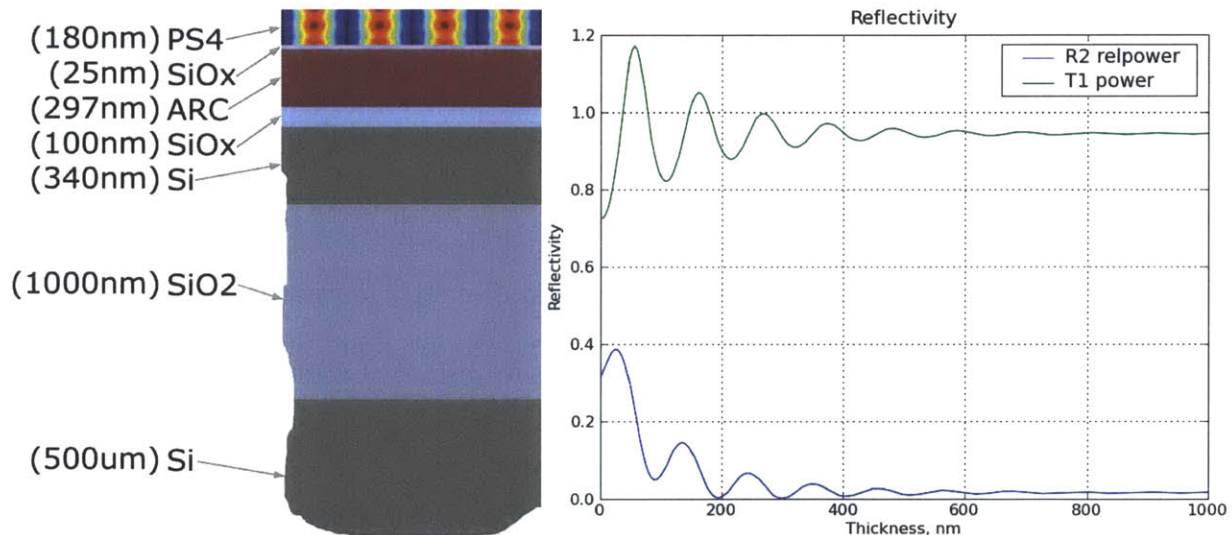 (180nm) PS4
(25nm) SiOx
(297nm) ARC
(100nm) SiOx
(340nm) Si
(1000nm) SiO2
(500um) Si
Reflectivity
R2 relpower
T1 power
Reflectivity
1.2
1.0
0.8
0.6
0.4
0.2
0.0
0
200
400
600
800
1000
Thickness, nm